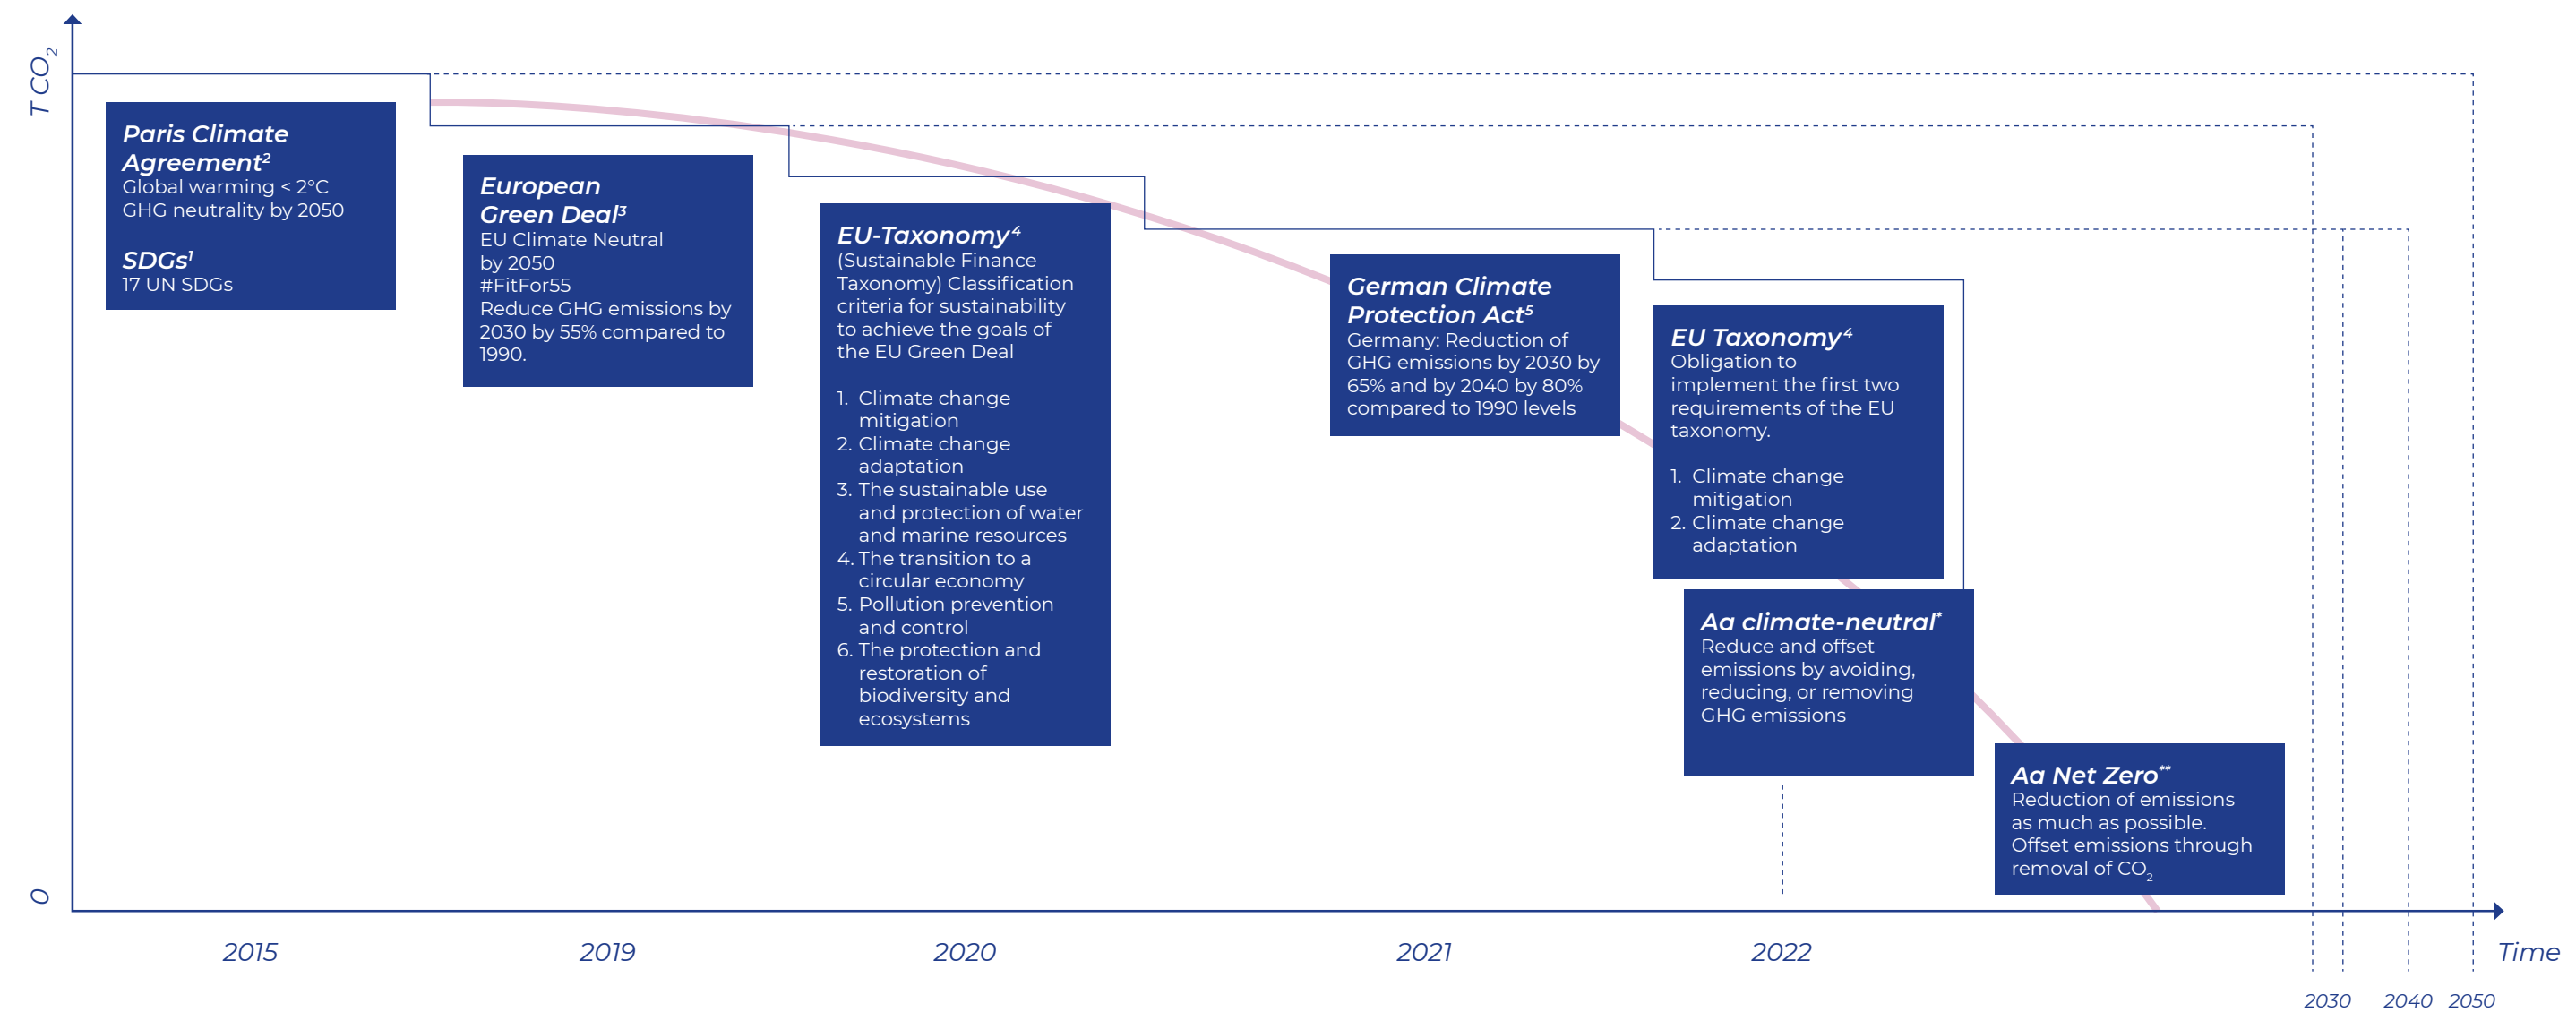 T CO2
0
Paris Climate
Agreement²
Global warming < 2°C
GHG neutrality by 2050
SDGs¹
17 UN SDGs
European
Green Deal³
EU Climate Neutral
by 2050
#FitFor55
Reduce GHG emissions by
2030 by 55% compared to
1990.
EU-Taxonomy⁴
(Sustainable Finance
Taxonomy) Classification
criteria for sustainability
to achieve the goals of
the EU Green Deal
1. Climate change
mitigation
2. Climate change
adaptation
3. The sustainable use
and protection of water
and marine resources
4. The transition to a
circular economy
5. Pollution prevention
and control
6. The protection and
restoration of
biodiversity and
ecosystems
German Climate
Protection Act⁵
Germany: Reduction of
GHG emissions by 2030 by
65% and by 2040 by 80%
compared to 1990 levels
EU Taxonomy⁴
Obligation to
implement the first two
requirements of the EU
taxonomy.
1. Climate change
mitigation
2. Climate change
adaptation
Aa climate-neutral*
Reduce and offset
emissions by avoiding,
reducing, or removing
GHG emissions
Aa Net Zero**
Reduction of emissions
as much as possible.
Offset emissions through
removal of CO2
2015
2019
2020
2021
2022
Time
2030
2040
2050